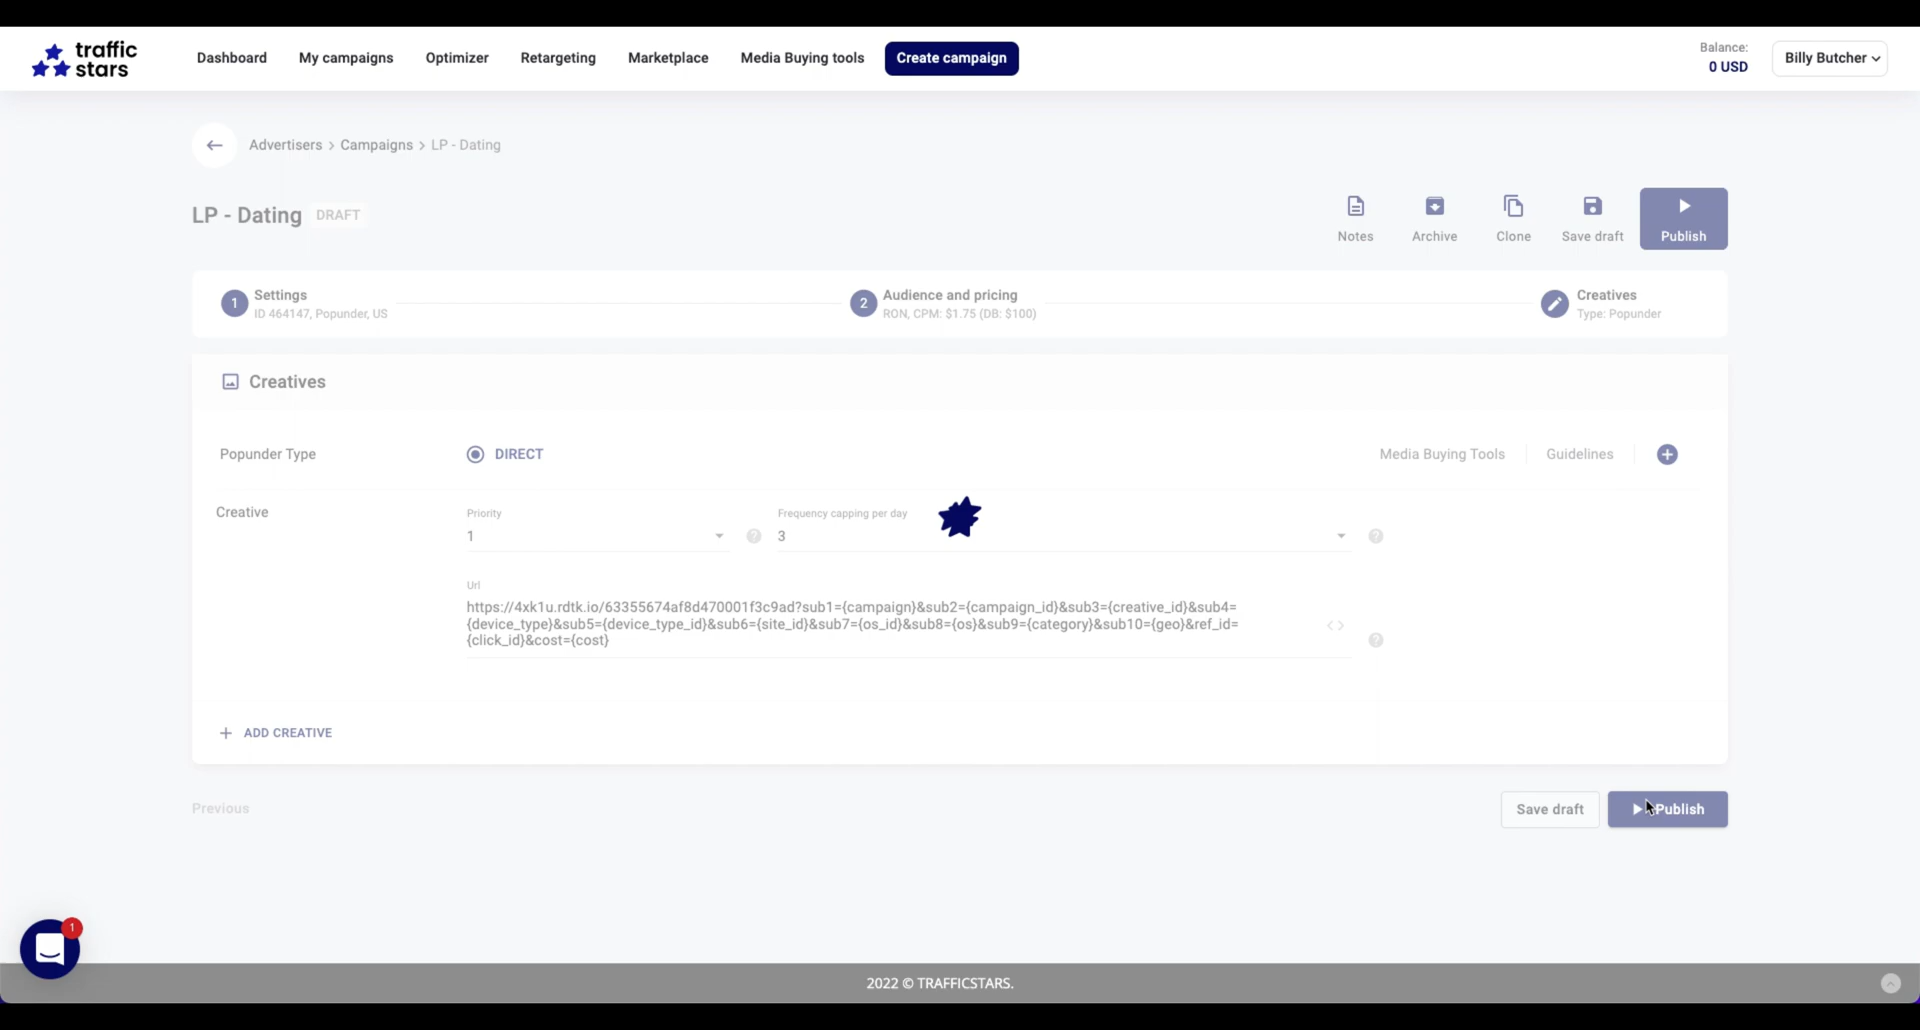 traffic
stars
Dashboard
My campaigns
Optimizer
Retargeting
Marketplace
Media Buying tools
Create campaign
Balance:
0 USD
Billy Butcher
Advertisers > Campaigns > LP - Dating
LP - Dating DRAFT
Notes
Archive
Clone
Save draft
Publish
1
Settings
ID 464147, Popunder, US
2
Audience and pricing
RON, CPM: $1.75 (DB: $100)
Creatives
Type: Popunder
Creatives
Popunder Type
DIRECT
Media Buying Tools
Guidelines
Creative
Priority
1
?
Frequency capping per day
3
?
Url
https://4xk1u.rdtk.io/63355674af8d470001f3c9ad?sub1={campaign}&sub2={campaign_id}&sub3={creative_id}&sub4=
{device_type}&sub5={device_type_id}&sub6={site_id}&sub7={os_id}&sub8={os}&sub9={category}&sub10={geo}&ref_id=
{click_id}&cost={cost}
?
+ ADD CREATIVE
Previous
Save draft
Publish
1
2022 © TRAFFICSTARS.